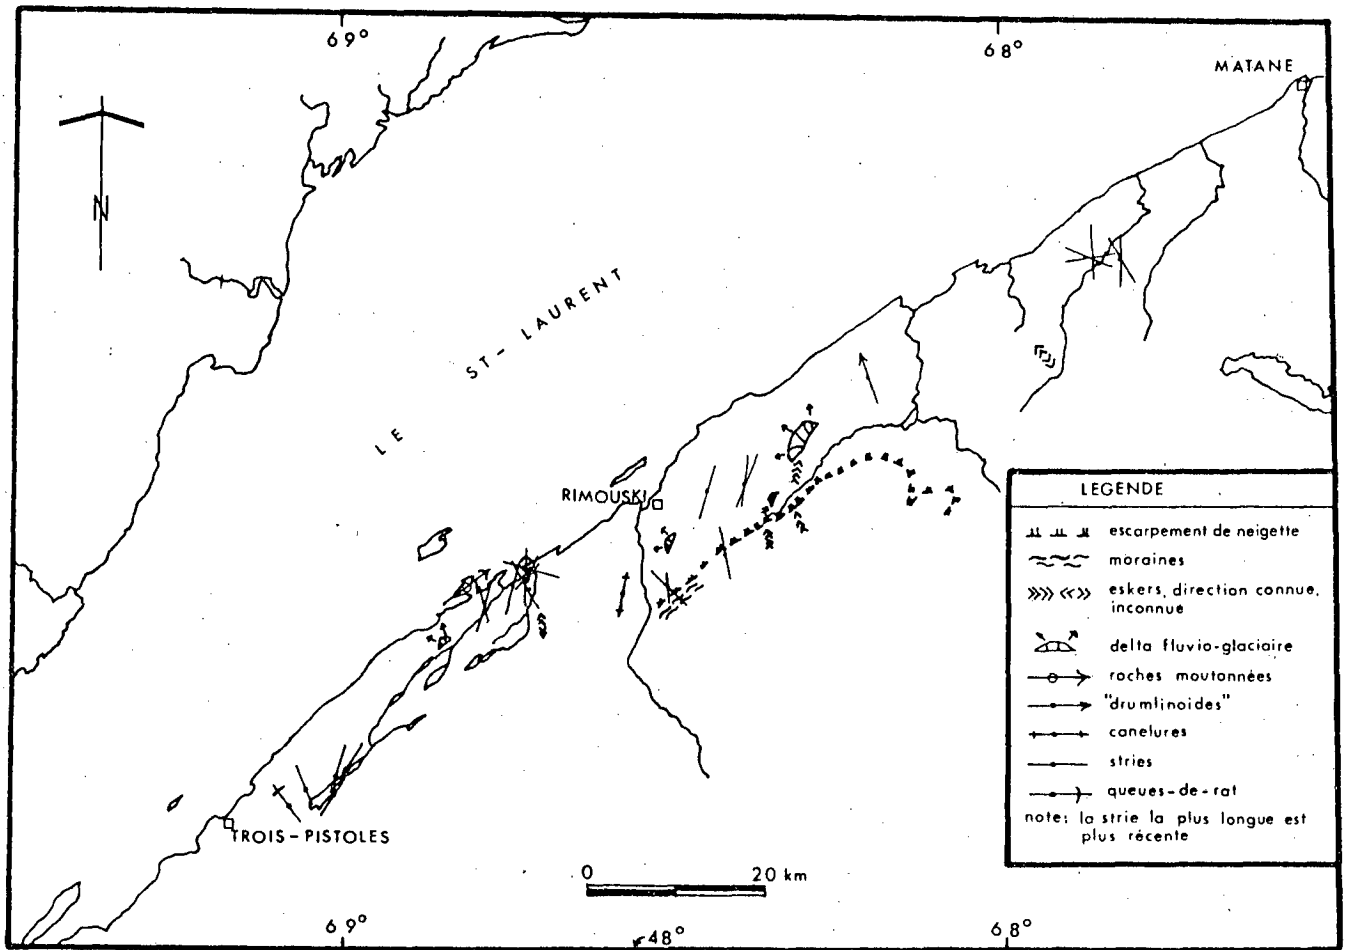 69°
68°
MATANE
N
LE ST-LAURENT
RIMOUSKI
TROIS-PISTOLES
LEGENDE
escarpement de neigette
moraines
eskers, direction connue,
inconnue
delta fluvio-glaciaire
roches moutonnées
"drumlinoides"
canelures
stries
queues-de-rat
note: la strie la plus longue est
plus récente
0 20 km
69°
48°
68°